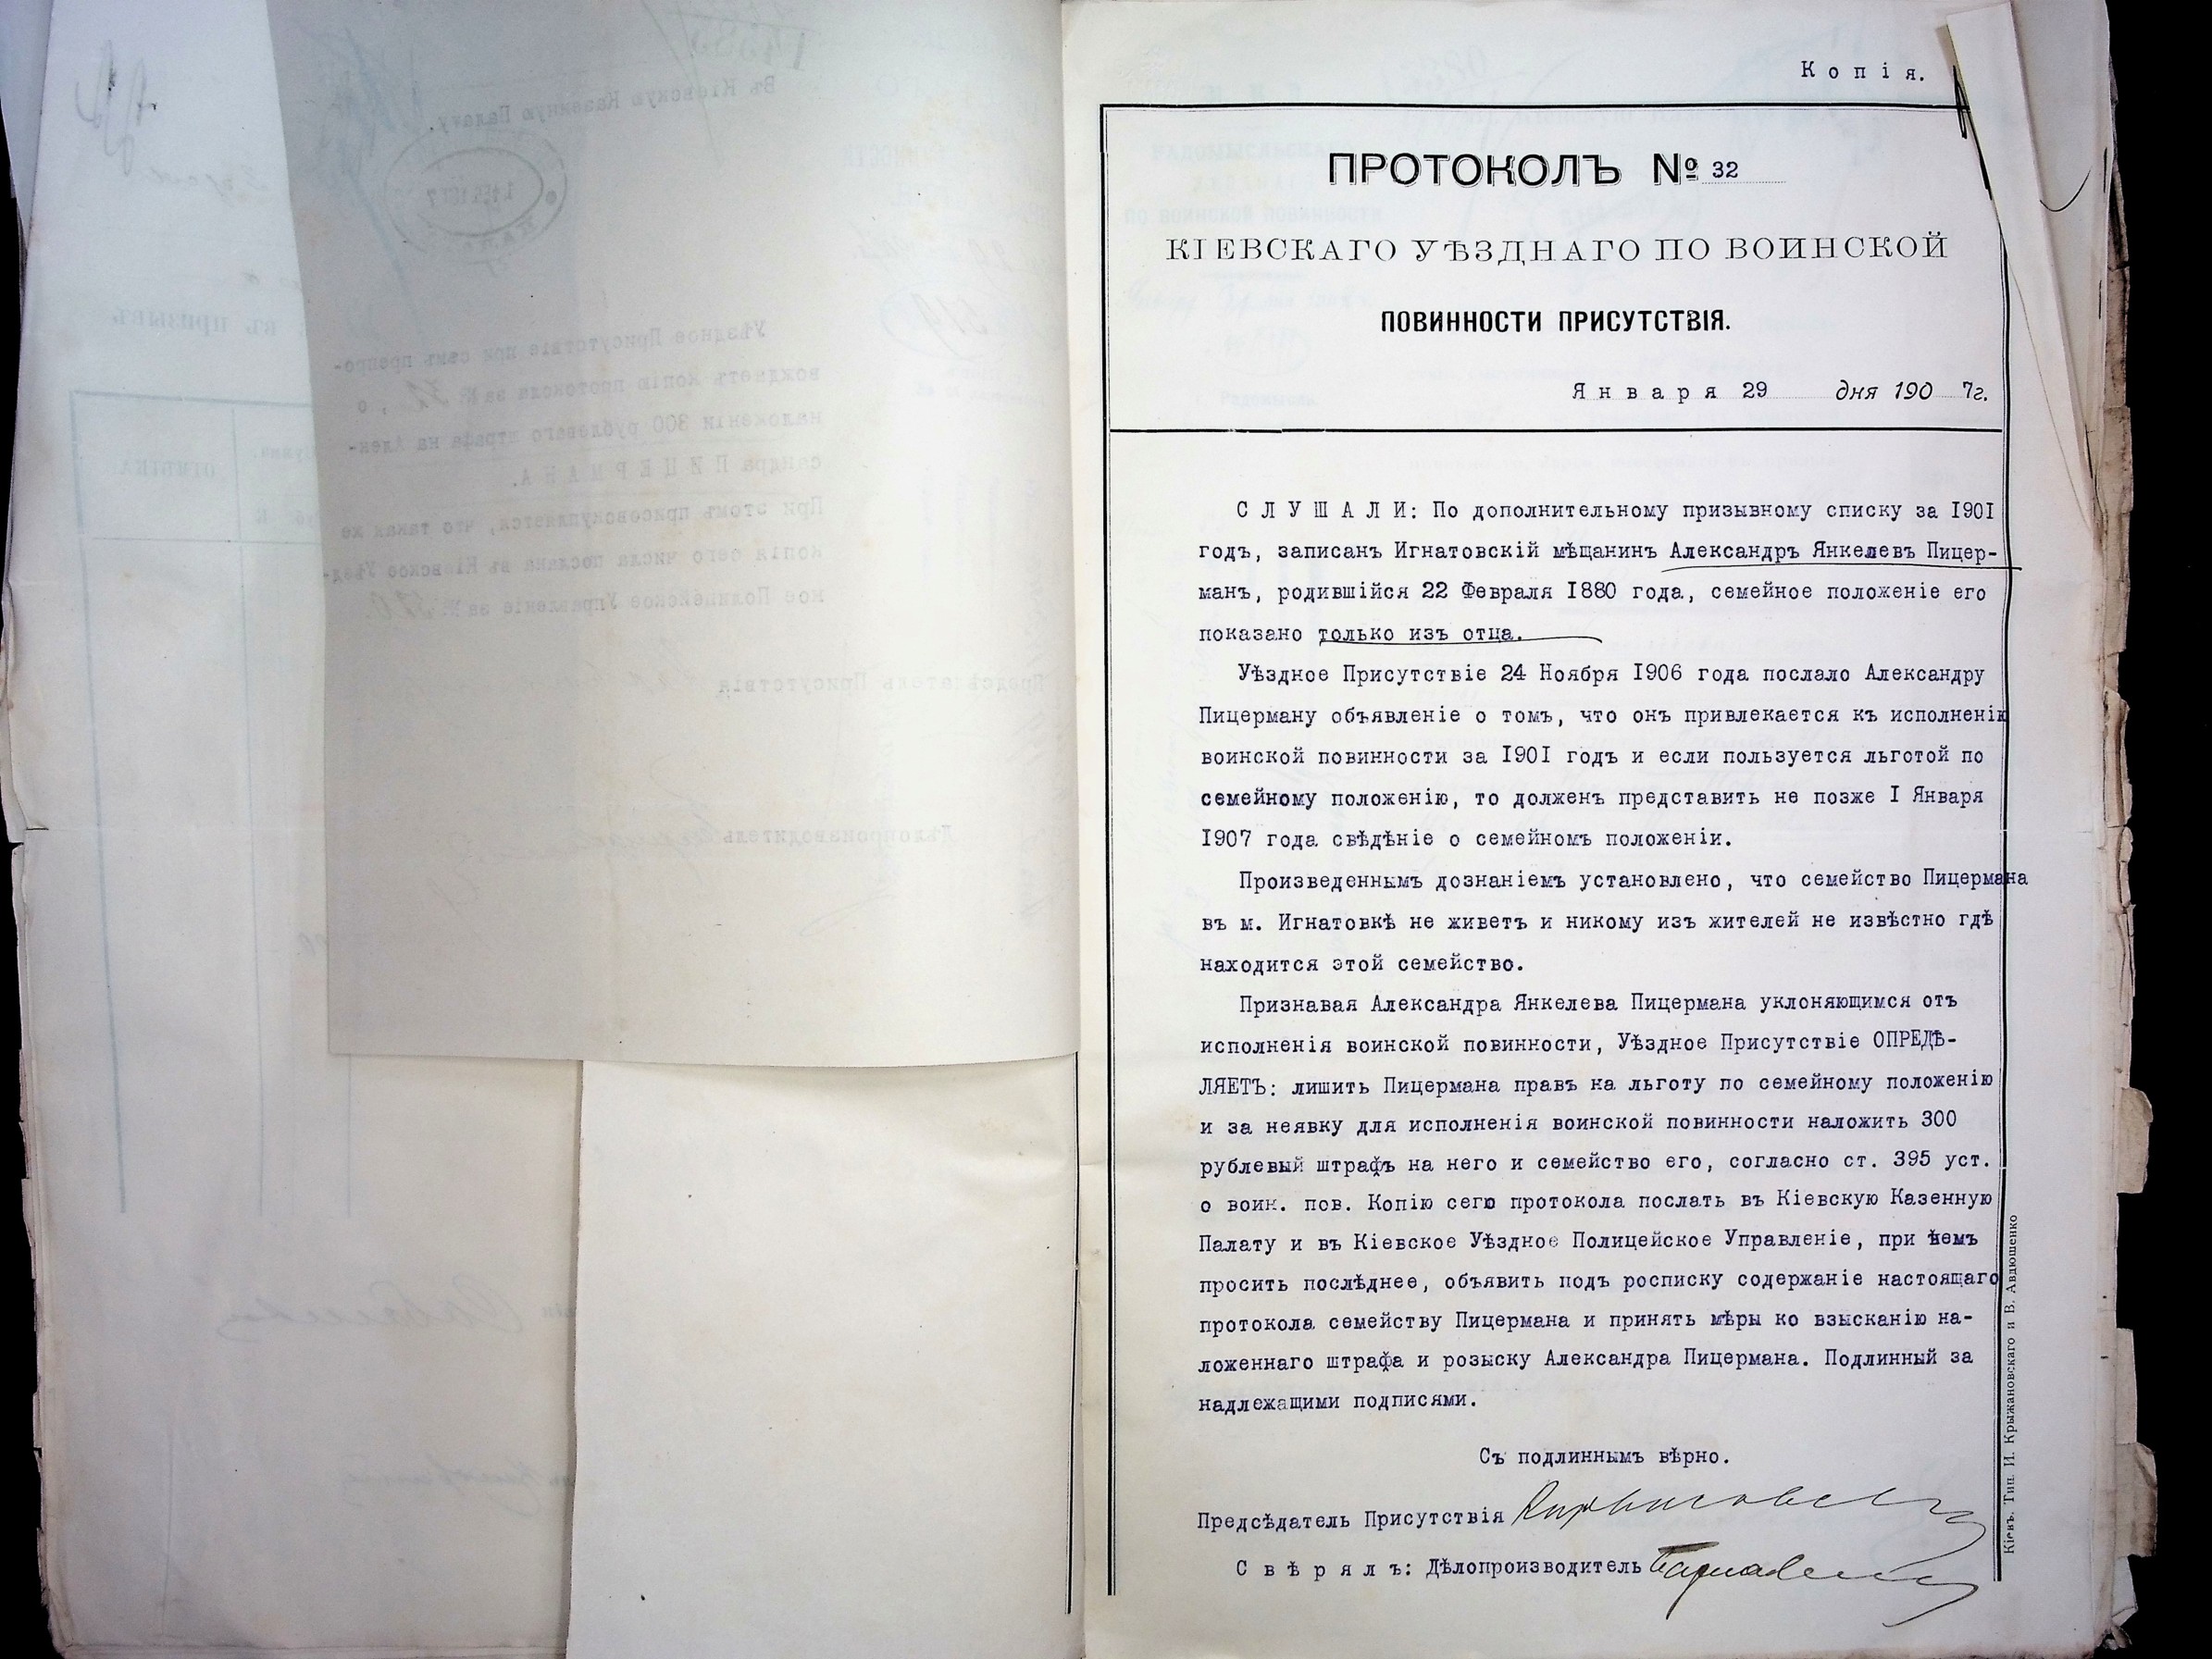 Копія.
ПРОТОКОЛЪ № 32
КІЕВСКАГО УѢЗДНАГО ПО ВОИНСКОЙ
ПОВИННОСТИ ПРИСУТСТВІЯ.
Января 29 дня 1907г.
СЛУШАЛИ: По дополнительному призывному списку за I90I
годъ, записанъ Игнатовскій мѣщанинъ Александръ Янкелевъ Пицер-
манъ, родившійся 22 Февраля I880 года, семейное положеніе его
показано только изъ отца.
Уѣздное Присутствіе 24 Ноября I906 года послало Александру
Пицерману объявленіе о томъ, что онъ привлекается къ исполненію
воинской повинности за I90I годъ и если пользуется льготой по
семейному положенію, то долженъ представить не позже I Января
I907 года свѣдѣніе о семейномъ положеніи.
Произведеннымъ дознаніемъ установлено, что семейство Пицермана
въ м. Игнатовкѣ не живетъ и никому изъ жителей не извѣстно гдѣ
находится этой семейство.
Признавая Александра Янкелева Пицермана уклоняющимся отъ
исполненія воинской повинности, Уѣздное Присутствіе ОПРЕДѢ-
ЛЯЕТЪ: лишить Пицермана правъ на льготу по семейному положенію
и за неявку для исполненія воинской повинности наложить 300
рублевый штрафъ на него и семейство его, согласно ст. 395 уст.
о воин. пов. Копію сего протокола послать въ Кіевскую Казенную
Палату и въ Кіевское Уѣздное Полицейское Управленіе, при чемъ
просить послѣднее, объявить подъ росписку содержаніе настоящаго
протокола семейству Пицермана и принять мѣры ко взысканію на-
ложеннаго штрафа и розыску Александра Пицермана. Подлинный за
надлежащими подписями.
Съ подлиннымъ вѣрно.
Предсѣдатель Присутствія
Свѣрялъ: Дѣлопроизводитель
Кіевъ. Тип. И. Крыжановскаго и В. Авдюшенко